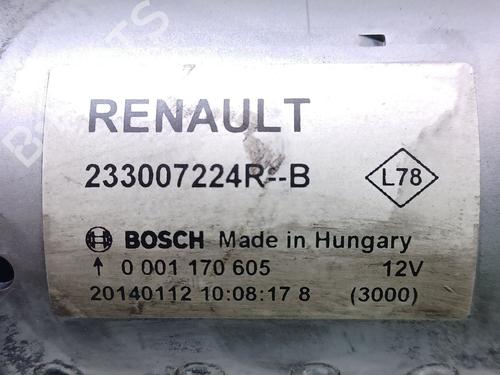 RENAULT
233007224R--B
L78
BOSCH Made in Hungary
↑ 0 001 170 605 12V
20140112 10:08:17 8 (3000)